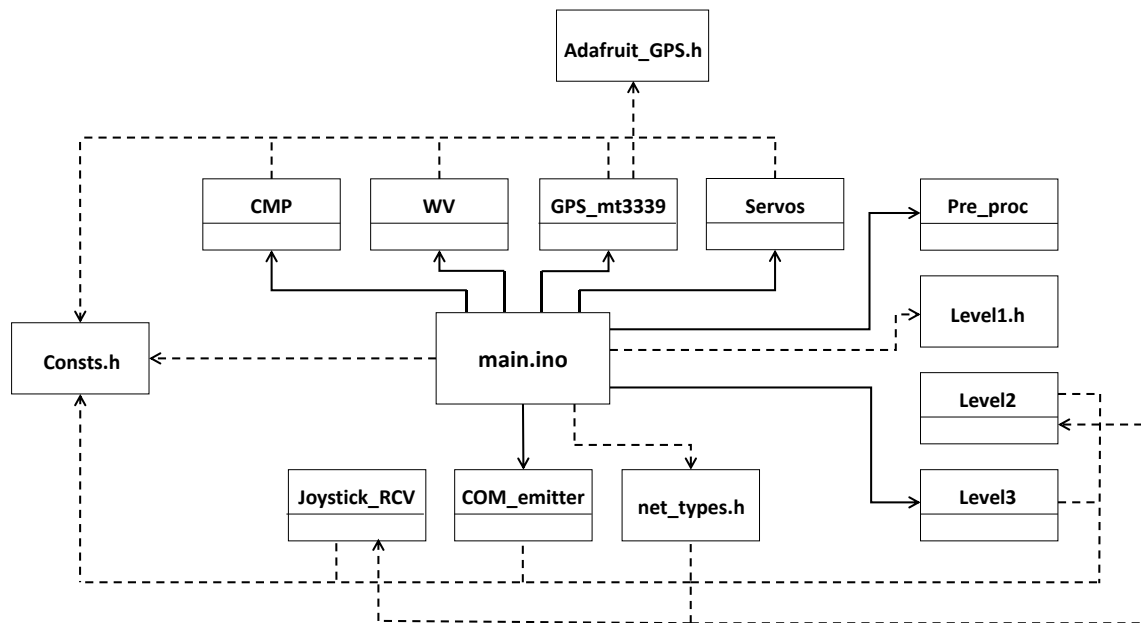 Adafruit_GPS.h
CMP
WV
GPS_mt3339
Servos
Pre_proc
Level1.h
Consts.h
main.ino
Level2
Joystick_RCV
COM_emitter
net_types.h
Level3